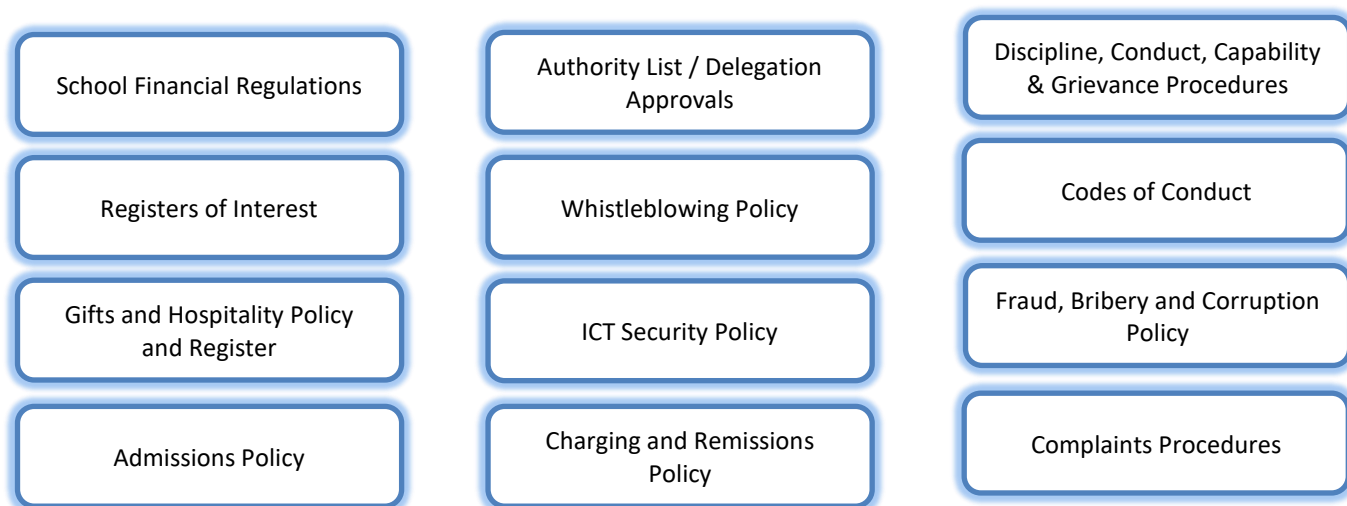 School Financial Regulations
Authority List / Delegation
Approvals
Discipline, Conduct, Capability
& Grievance Procedures
Registers of Interest
Whistleblowing Policy
Codes of Conduct
Gifts and Hospitality Policy
and Register
ICT Security Policy
Fraud, Bribery and Corruption
Policy
Admissions Policy
Charging and Remissions
Policy
Complaints Procedures